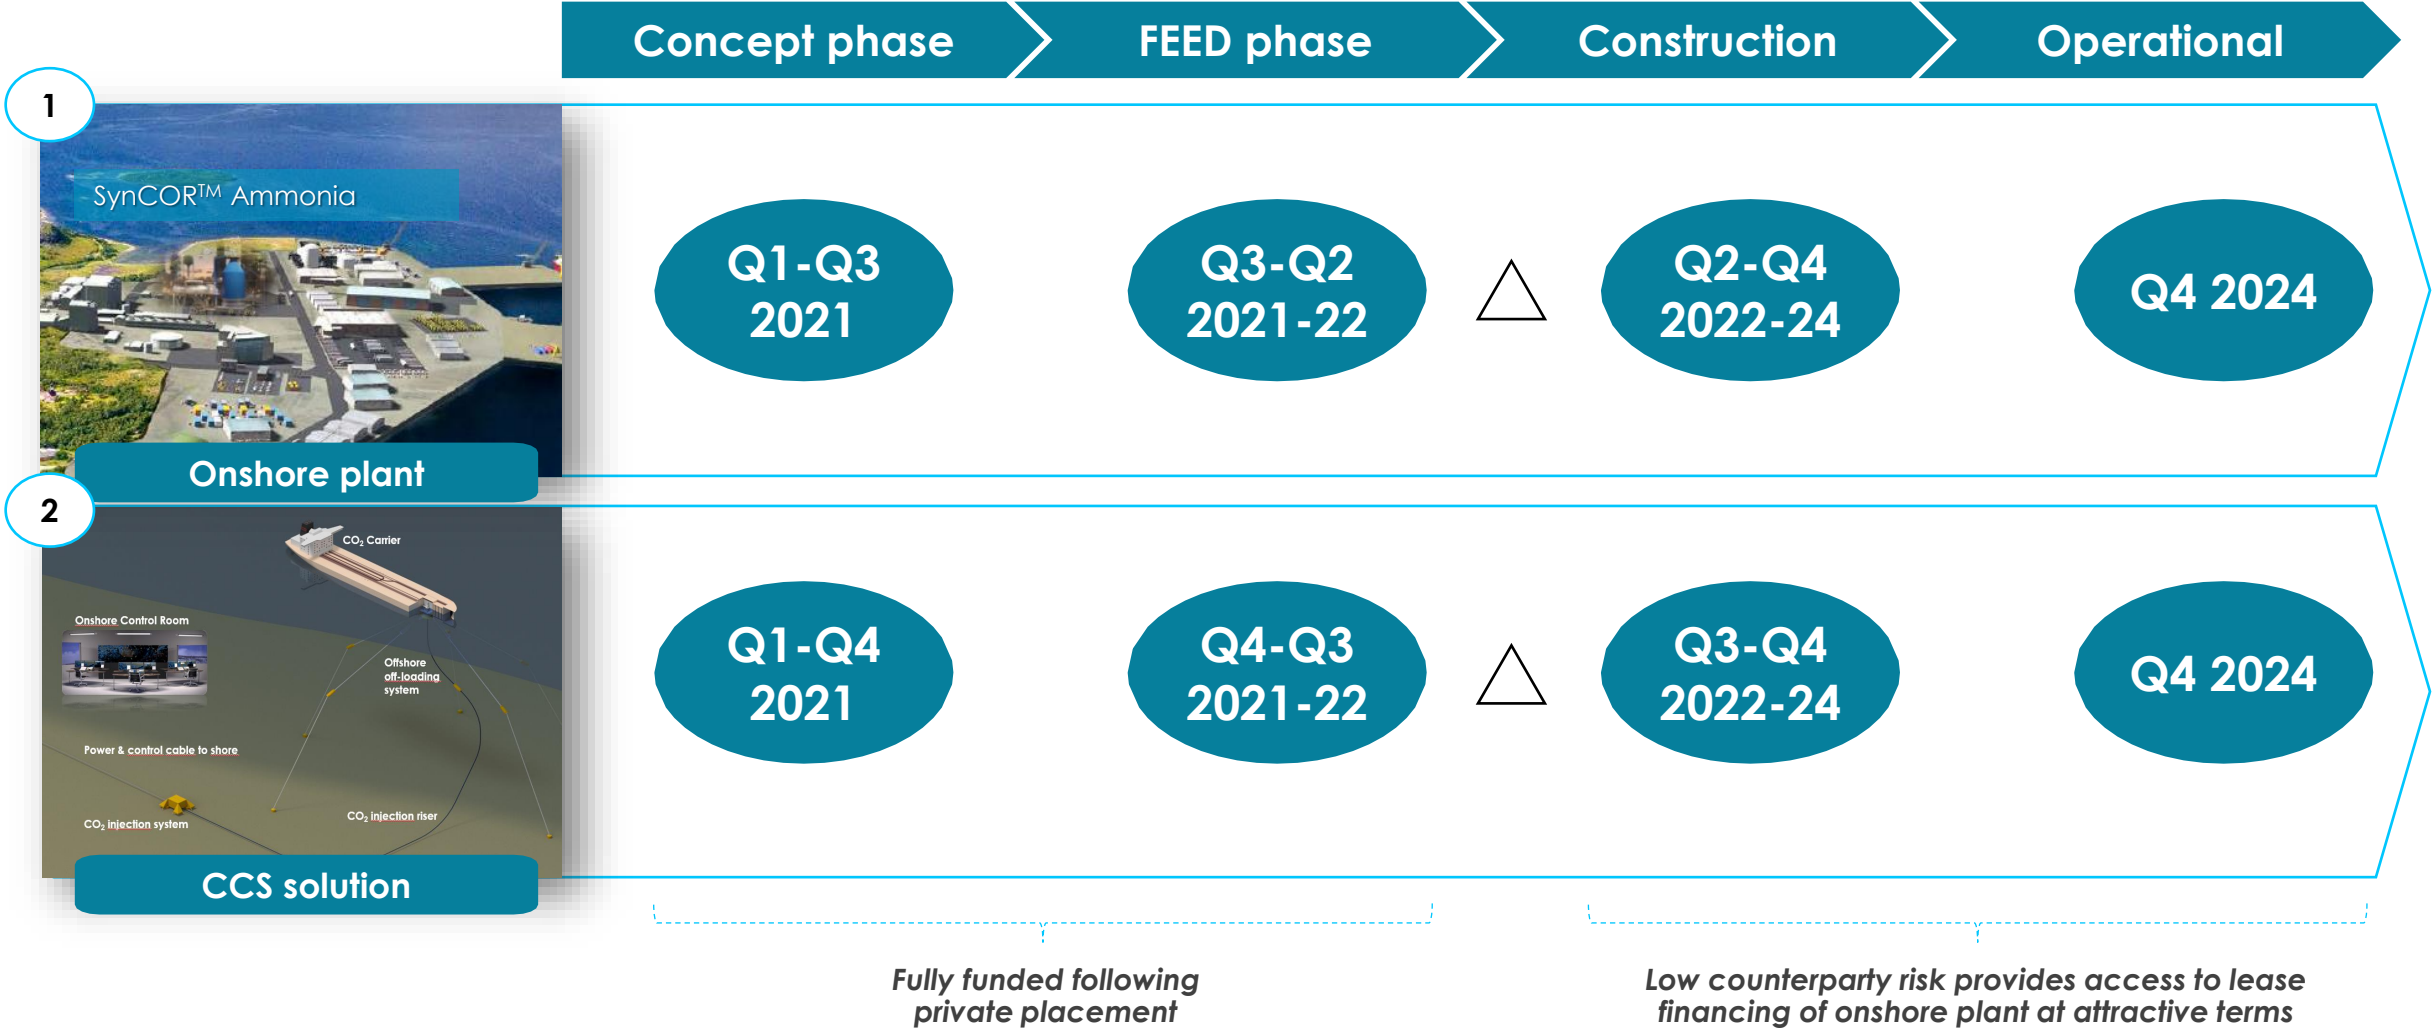 Concept phase
FEED phase
Construction
Operational
1
SynCOR™ Ammonia
Onshore plant
Q1-Q3
2021
Q3-Q2
2021-22
Q2-Q4
2022-24
Q4 2024
2
CO₂ Carrier
Onshore Control Room
Offshore
off-loading
system
Power & control cable to shore
CO₂ injection system
CO₂ injection riser
CCS solution
Q1-Q4
2021
Q4-Q3
2021-22
Q3-Q4
2022-24
Q4 2024
Fully funded following
private placement
Low counterparty risk provides access to lease
financing of onshore plant at attractive terms